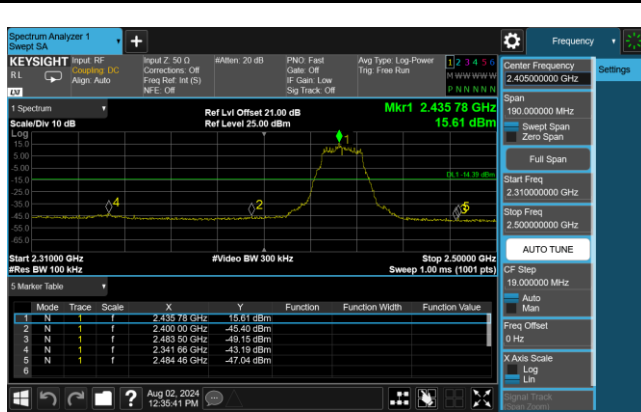 Spectrum Analyzer 1
Swept SA
+
Frequency
KEYSIGHT
RL
Input: RF
Coupling: DC
Align: Auto
Input Z: 50 Ω
Corrections: Off
Freq Ref: Int (S)
NFE: Off
#Atten: 20 dB
PNO: Fast
Gate: Off
IF Gain: Low
Sig Track: Off
Avg Type: Log-Power
Trig: Free Run
1 2 3 4 5 6
M W W W W W
P N N N N N
Center Frequency
2.405000000 GHz
Settings
Span
190.000000 MHz
Swept Span
Zero Span
Full Span
Start Freq
2.310000000 GHz
Stop Freq
2.500000000 GHz
AUTO TUNE
CF Step
19.000000 MHz
Auto
Man
Freq Offset
0 Hz
X Axis Scale
Log
Lin
Signal Track
(Span Zoom)
1 Spectrum
Scale/Div 10 dB
Ref Lvl Offset 21.00 dB
Ref Level 25.00 dBm
Mkr1 2.435 78 GHz
15.61 dBm
Log
15.0
5.00
-5.00
-15.0
-25.0
-35.0
-45.0
-55.0
-65.0
1
DL1 -14.39 dBm
4
2
5
Start 2.31000 GHz
#Res BW 100 kHz
#Video BW 300 kHz
Stop 2.50000 GHz
Sweep 1.00 ms (1001 pts)
5 Marker Table
Mode Trace Scale X Y Function Function Width Function Value
1 N 1 f 2.435 78 GHz 15.61 dBm
2 N 1 f 2.400 00 GHz -45.40 dBm
3 N 1 f 2.483 50 GHz -49.15 dBm
4 N 1 f 2.341 66 GHz -43.19 dBm
5 N 1 f 2.484 46 GHz -47.04 dBm
6
?
Aug 02, 2024
12:35:41 PM